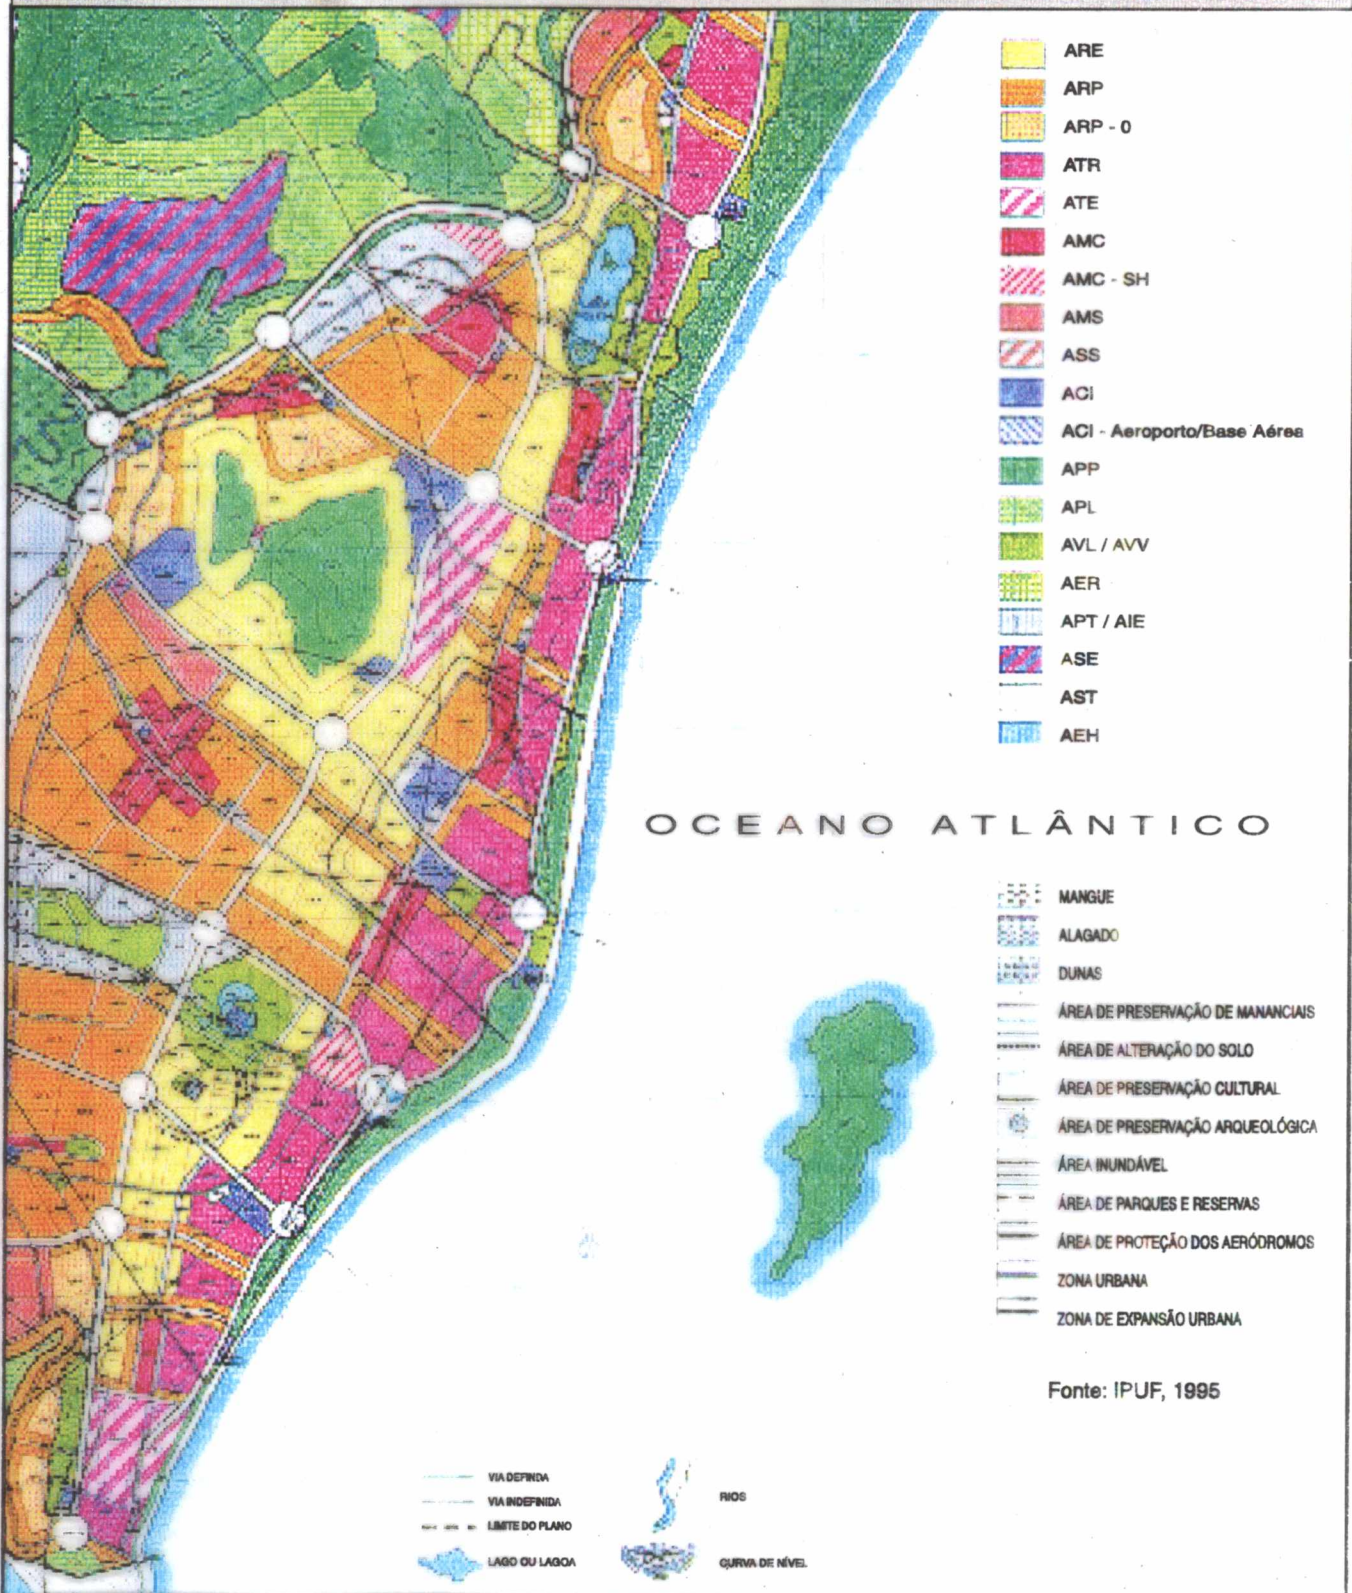 ARE
ARP
ARP - 0
ATR
ATE
AMC
AMC - SH
AMS
ASS
ACI
ACI - Aeroporto/Base Aérea
APP
APL
AVL / AVV
AER
APT / AIE
ASE
AST
AEH
OCEANO ATLÂNTICO
MANGUE
ALAGADO
DUNAS
ÁREA DE PRESERVAÇÃO DE MANANCIAIS
ÁREA DE ALTERAÇÃO DO SOLO
ÁREA DE PRESERVAÇÃO CULTURAL
ÁREA DE PRESERVAÇÃO ARQUEOLÓGICA
ÁREA INUNDÁVEL
ÁREA DE PARQUES E RESERVAS
ÁREA DE PROTEÇÃO DOS AERÓDROMOS
ZONA URBANA
ZONA DE EXPANSÃO URBANA
Fonte: IPUF, 1995
VIA DEFINDA
VIA INDEFINIDA
LIMITE DO PLANO
LAGO OU LAGOA
RIOS
CURVA DE NÍVEL